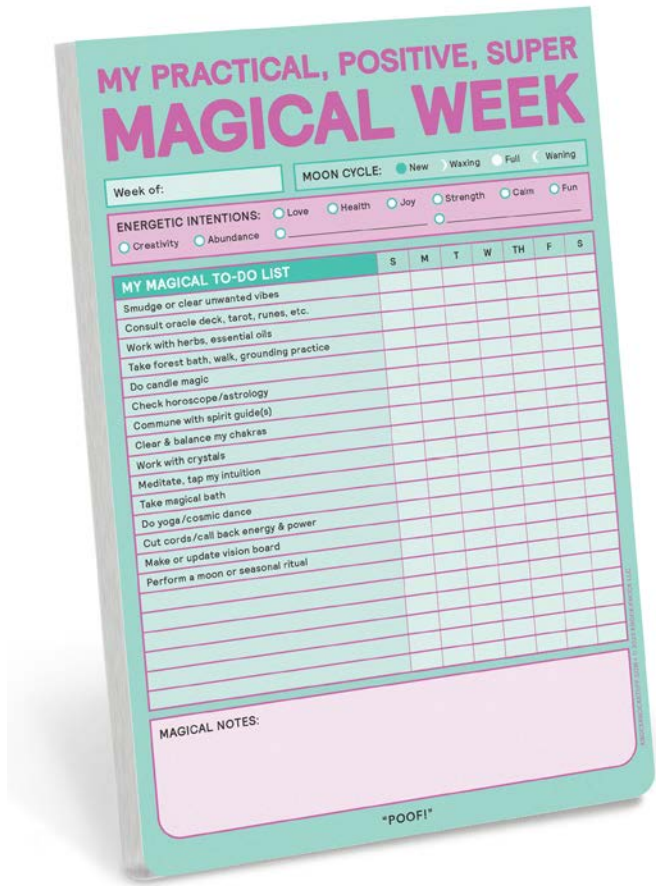 MY PRACTICAL, POSITIVE, SUPER
MAGICAL WEEK
Week of:
MOON CYCLE: New Waxing Full Waning
ENERGETIC INTENTIONS: Love Health Joy Strength Calm Fun
Creativity Abundance
MY MAGICAL TO-DO LIST S M T W TH F S
Smudge or clear unwanted vibes
Consult oracle deck, tarot, runes, etc.
Work with herbs, essential oils
Take forest bath, walk, grounding practice
Do candle magic
Check horoscope/astrology
Commune with spirit guide(s)
Clear & balance my chakras
Work with crystals
Meditate, tap my intuition
Take magical bath
Do yoga/cosmic dance
Cut cords/call back energy & power
Make or update vision board
Perform a moon or seasonal ritual
MAGICAL NOTES:
"POOF!"